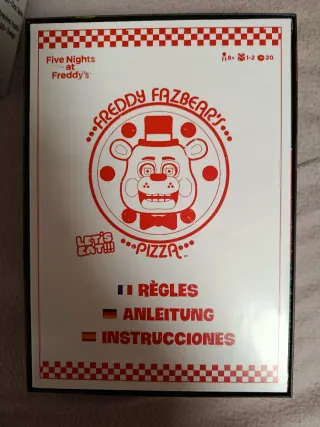 Five Nights
at
Freddy's
8+ 1-2 20
FREDDY FAZBEAR'S
PIZZA
LET'S
EAT!!!
RÈGLES
ANLEITUNG
INSTRUCCIONES